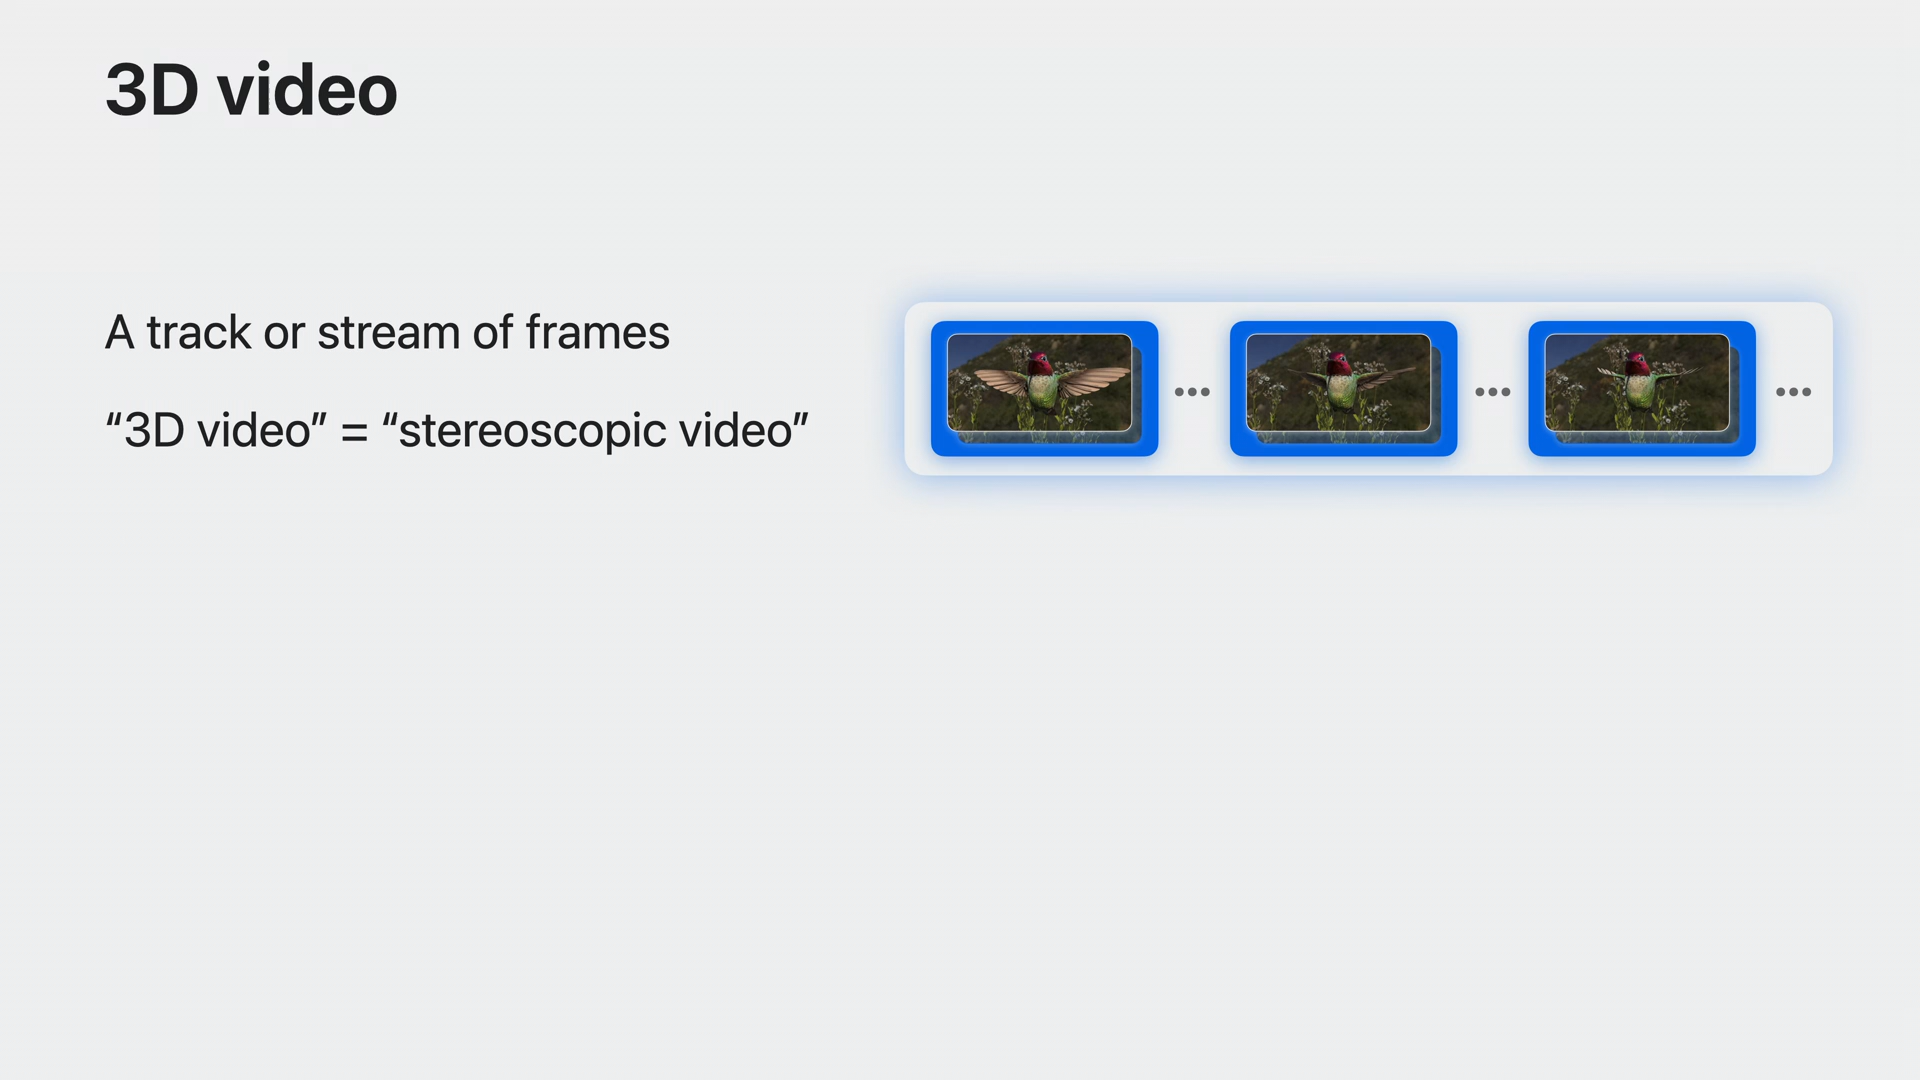 3D video
A track or stream of frames
“3D video” = “stereoscopic video”